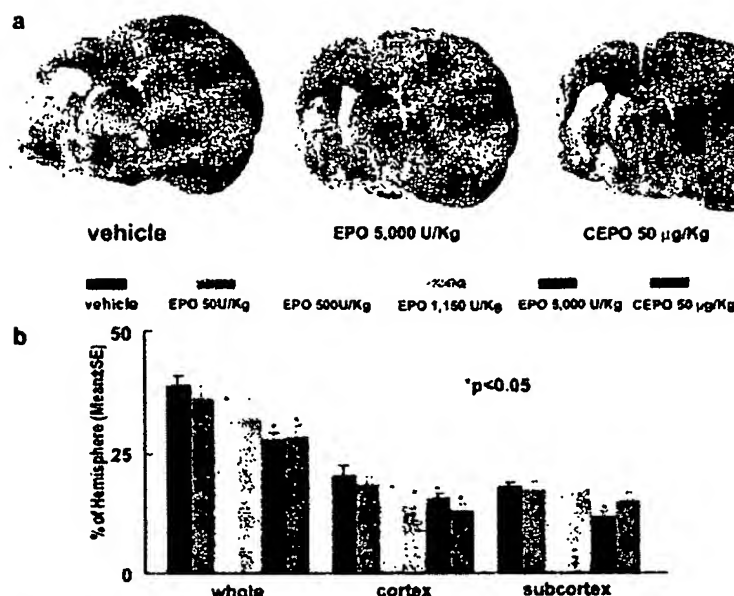 a
vehicle
EPO 5,000 U/Kg
CEPO 50 µg/Kg
vehicle
EPO 50U/Kg
EPO 500U/Kg
EPO 1,150 U/Kg
EPO 5,000 U/Kg
CEPO 50 µg/Kg
b
% of Hemisphere (Mean±SE)
50
25
0
*p<0.05
whole
cortex
subcortex